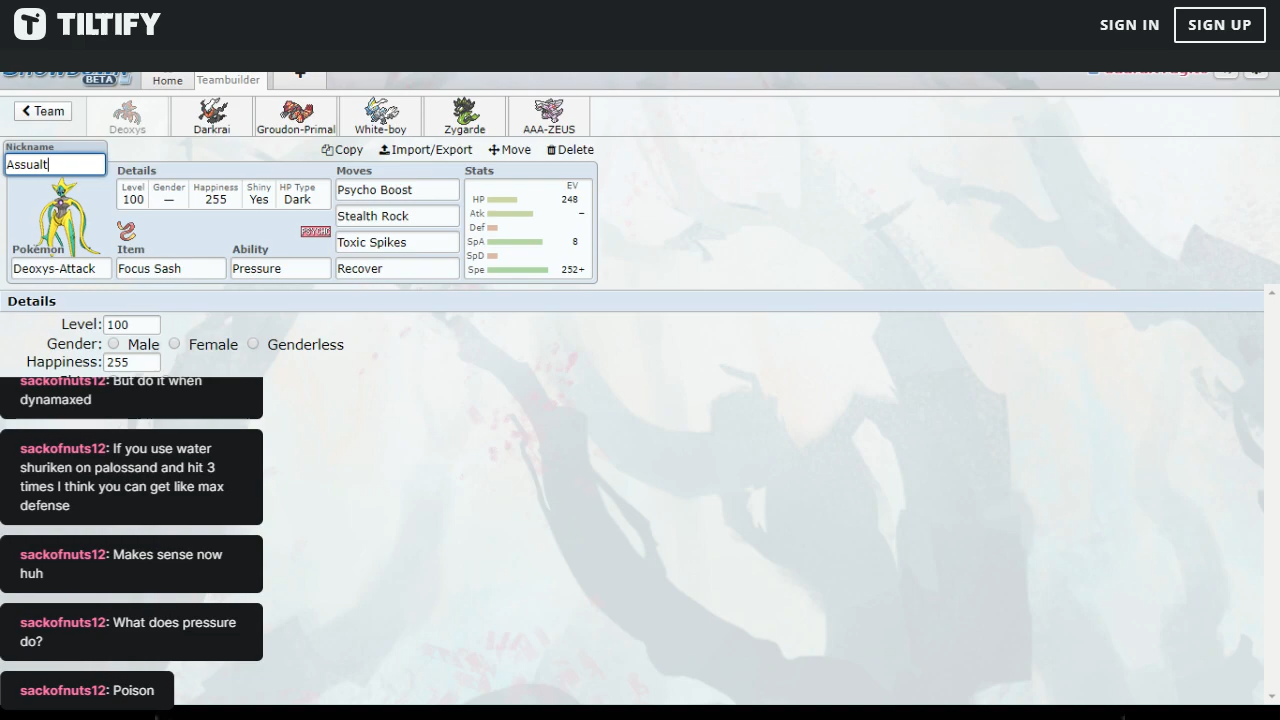 TILTIFY
SIGN IN
SIGN UP
BETA
Home
Teambuilder
+
Team
Deoxys
Darkrai
Groudon-Primal
White-boy
Zygarde
AAA-ZEUS
Nickname
Assualt
Copy
Import/Export
Move
Delete
Details
Moves
Stats
Level
Gender
Happiness
Shiny
HP Type
100
—
255
Yes
Dark
Psycho Boost
Stealth Rock
Toxic Spikes
Recover
EV
HP 248
Atk –
Def
SpA 8
SpD
Spe 252+
PSYCHC
Pokémon
Item
Ability
Deoxys-Attack
Focus Sash
Pressure
Details
Level: 100
Gender: Male Female Genderless
Happiness: 255
sackofnuts12: But do it when
dynamaxed
sackofnuts12: If you use water
shuriken on palossand and hit 3
times I think you can get like max
defense
sackofnuts12: Makes sense now
huh
sackofnuts12: What does pressure
do?
sackofnuts12: Poison